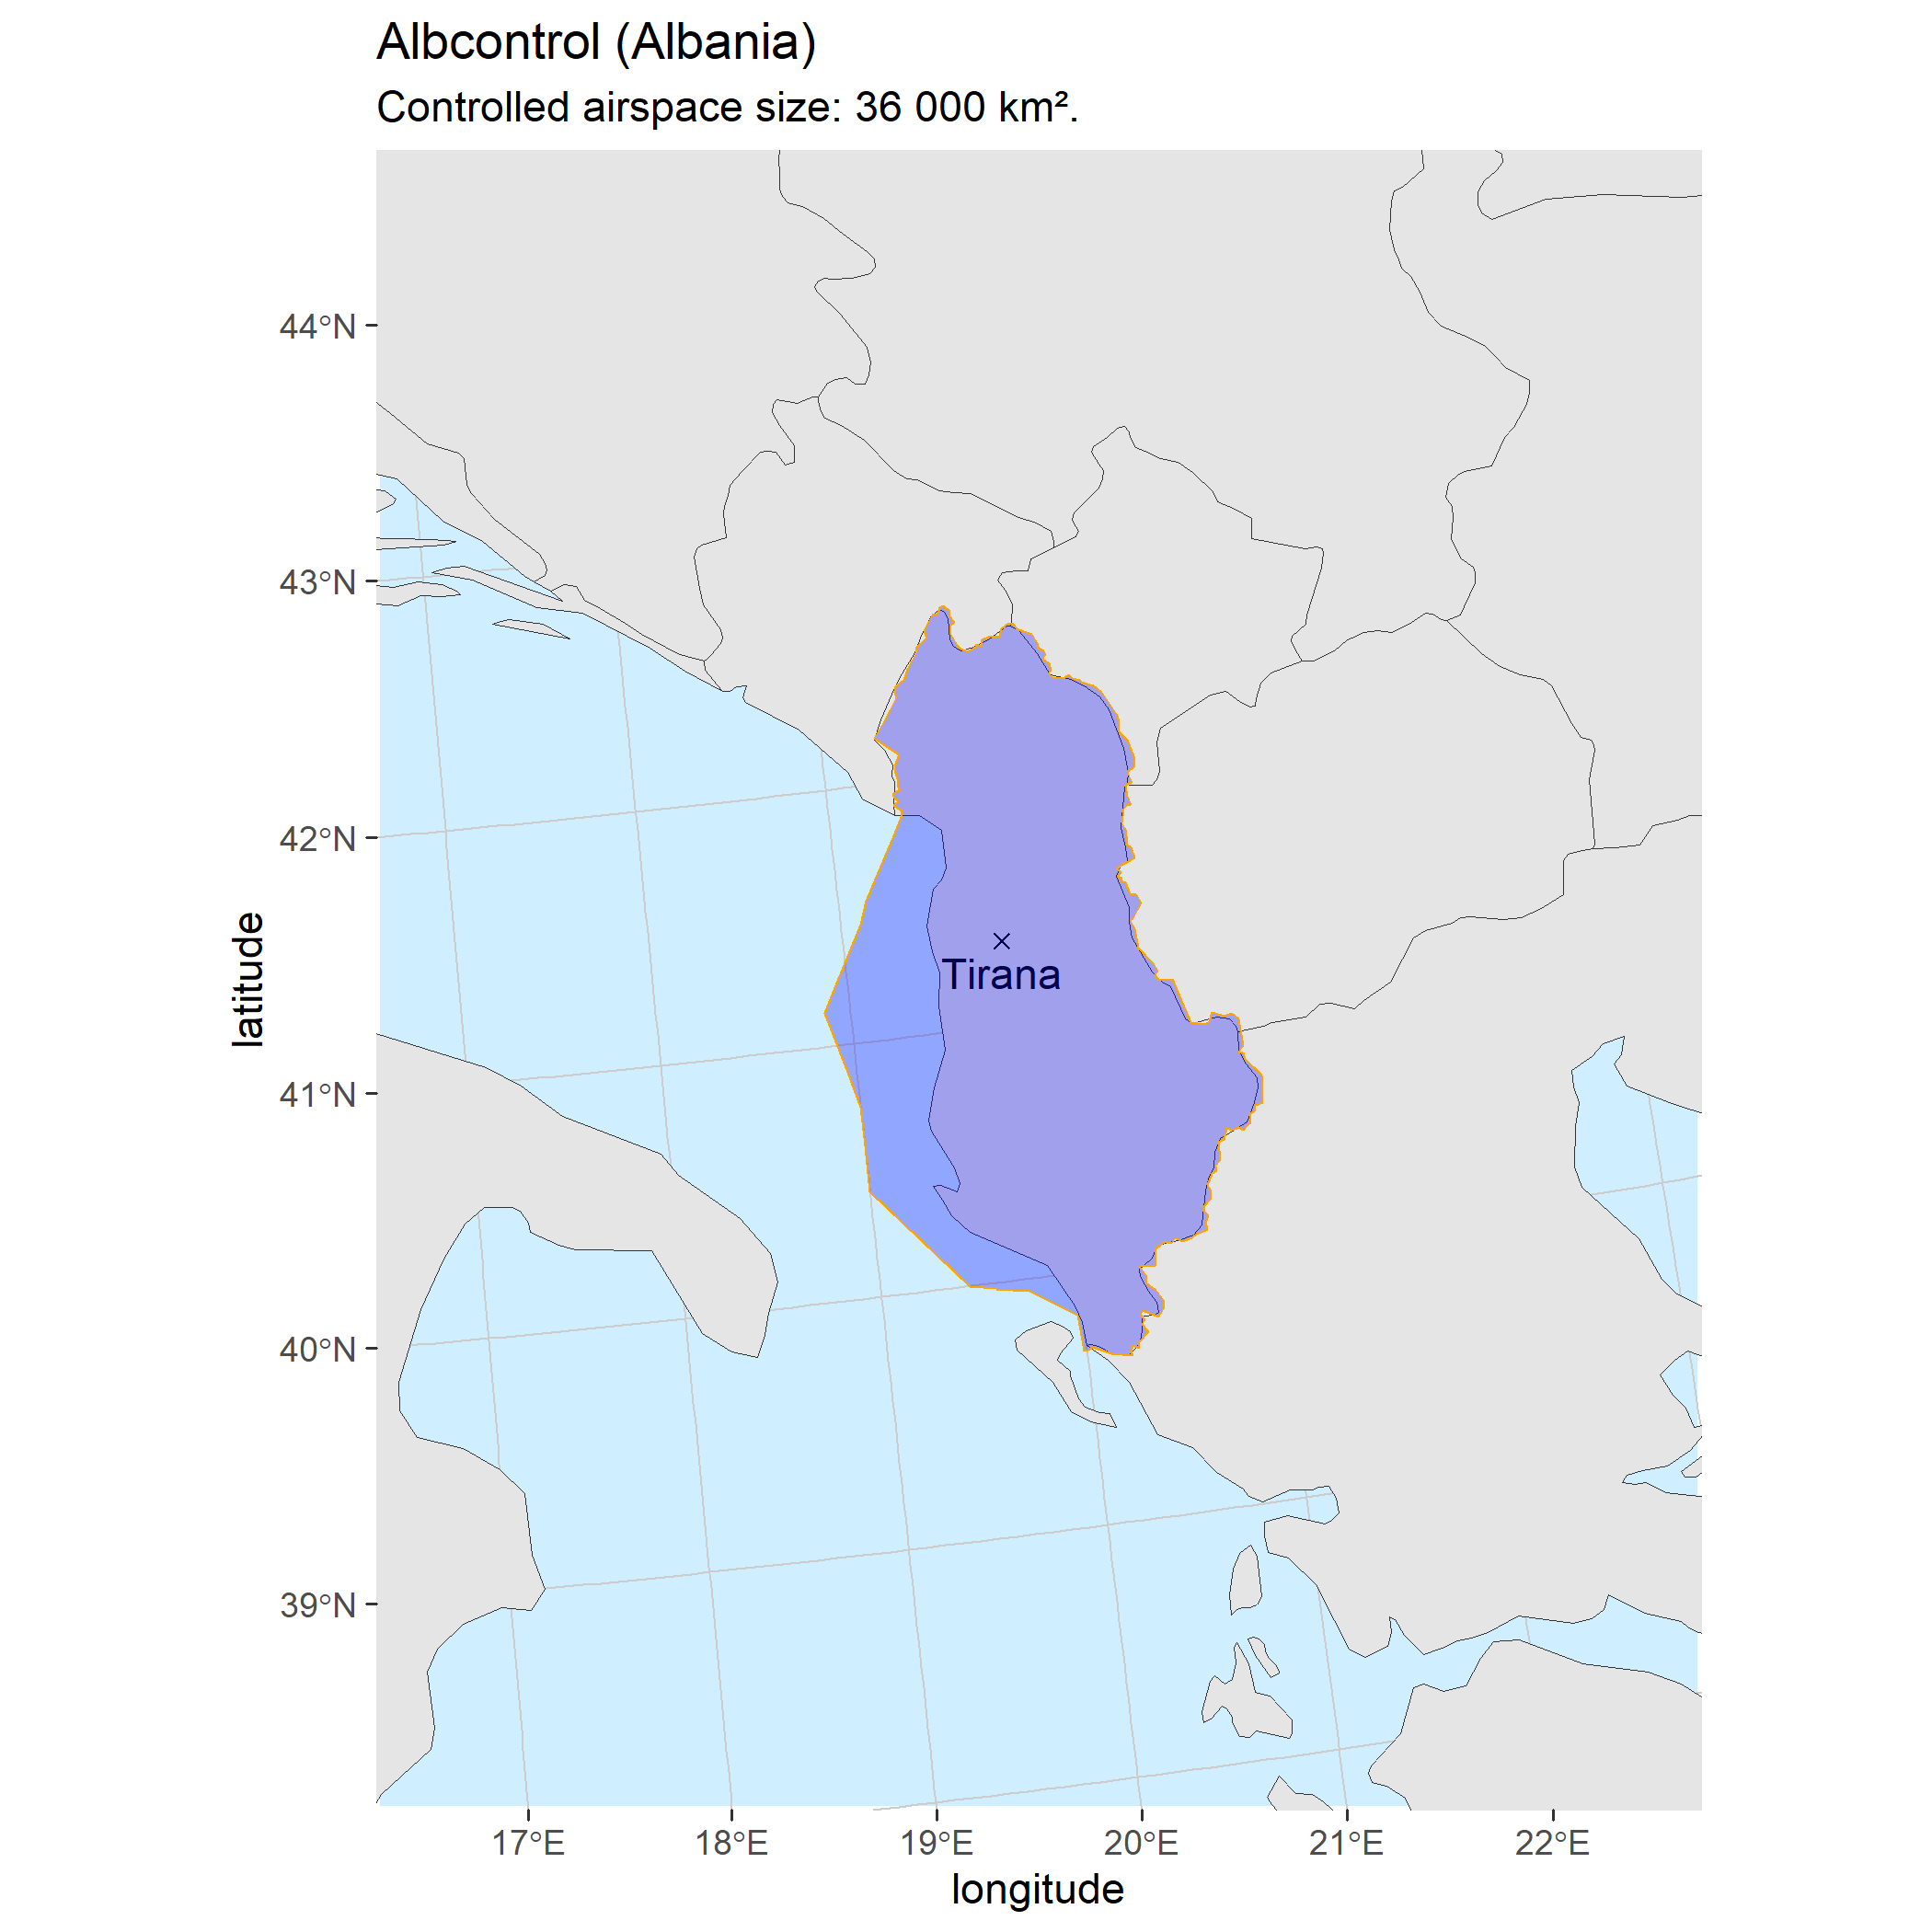 Albcontrol (Albania)
Controlled airspace size: 36 000 km².
44°N
43°N
42°N
41°N
40°N
39°N
latitude
Tirana
17°E
18°E
19°E
20°E
21°E
22°E
longitude